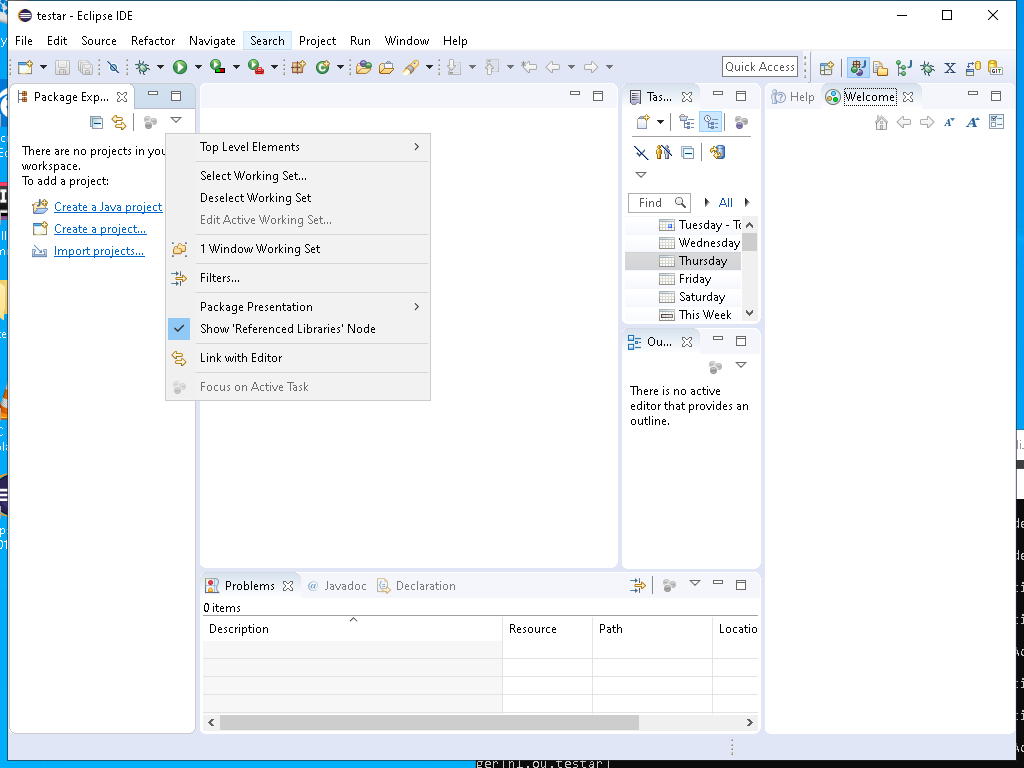 testar - Eclipse IDE
File Edit Source Refactor Navigate Search Project Run Window Help
Quick Access
Package Exp...
There are no projects in you
workspace.
To add a project:
Create a Java project
Create a project...
Import projects...
Top Level Elements
Select Working Set...
Deselect Working Set
Edit Active Working Set...
1 Window Working Set
Filters...
Package Presentation
Show 'Referenced Libraries' Node
Link with Editor
Focus on Active Task
Tas...
Find All
Tuesday - To
Wednesday
Thursday
Friday
Saturday
This Week
Ou...
There is no active
editor that provides an
outline.
Help Welcome
Problems @ Javadoc Declaration
0 items
Description Resource Path Locatio
ger[nl.ou.testar]